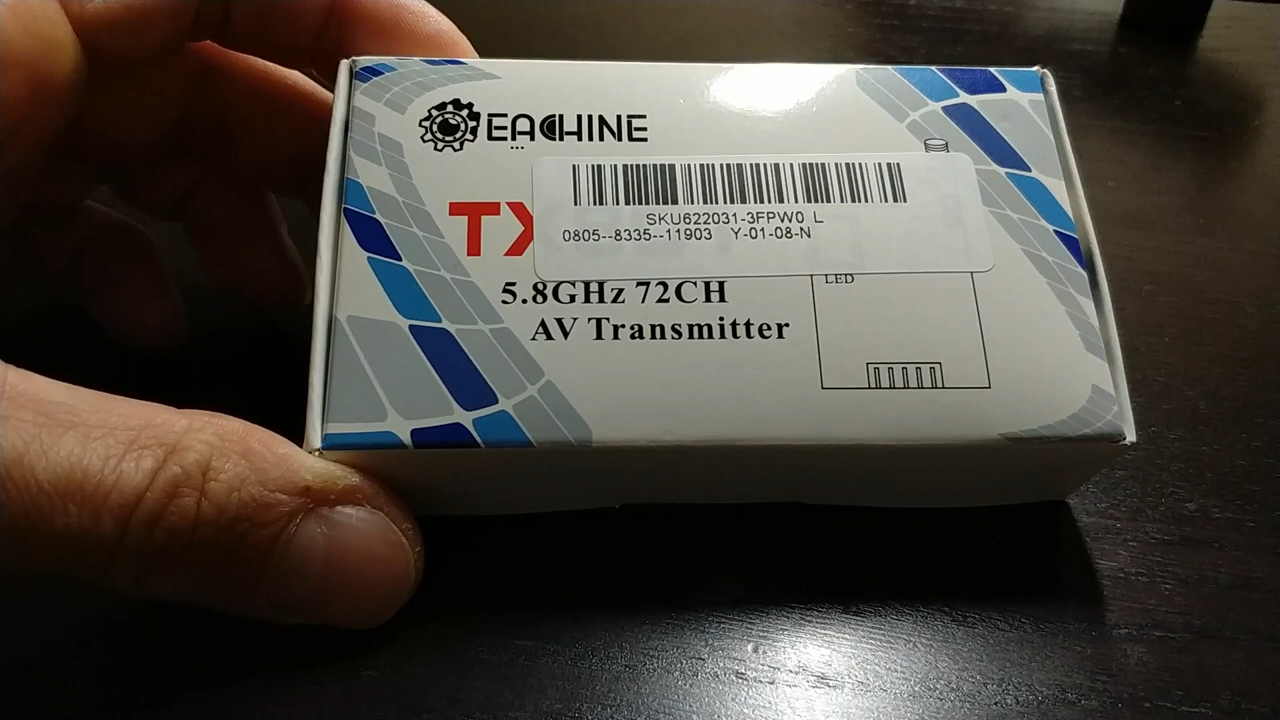 EACHINE
SKU622031-3FPW0 L
0805--8335--11903 Y-01-08-N
TX
5.8GHz 72CH
AV Transmitter
LED